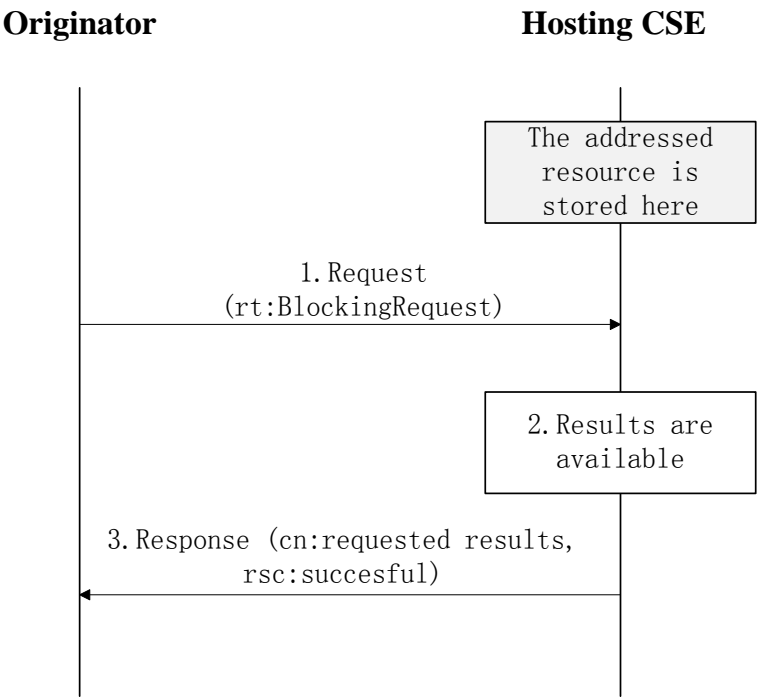 Originator
Hosting CSE
The addressed
resource is
stored here
1.Request
(rt:BlockingRequest)
2.Results are
available
3.Response (cn:requested results,
rsc:succesful)